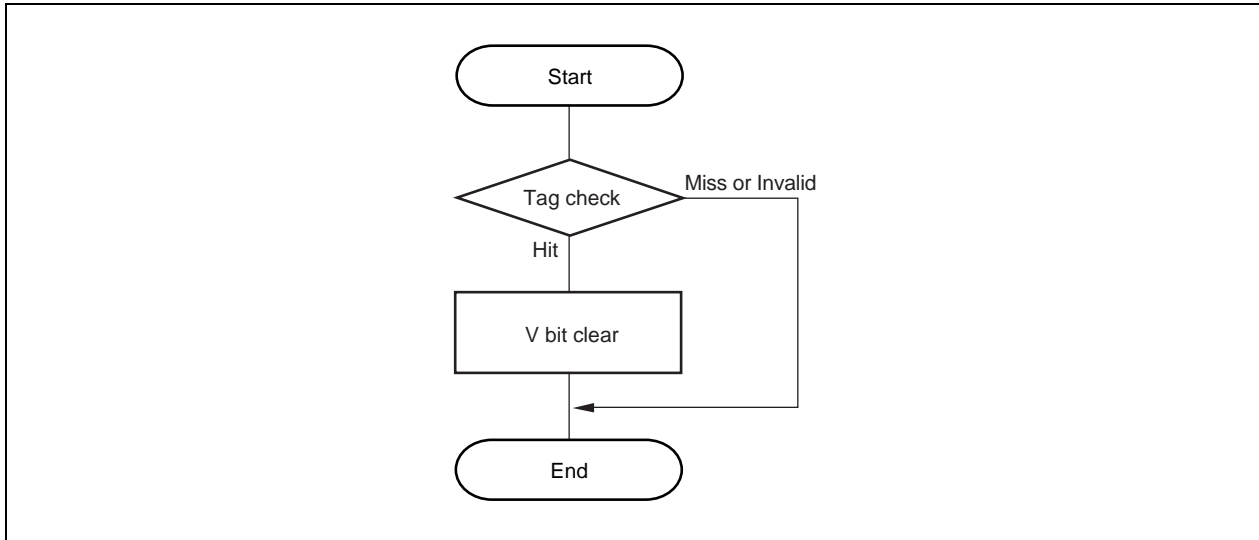 Start
Tag check
Miss or Invalid
Hit
V bit clear
End